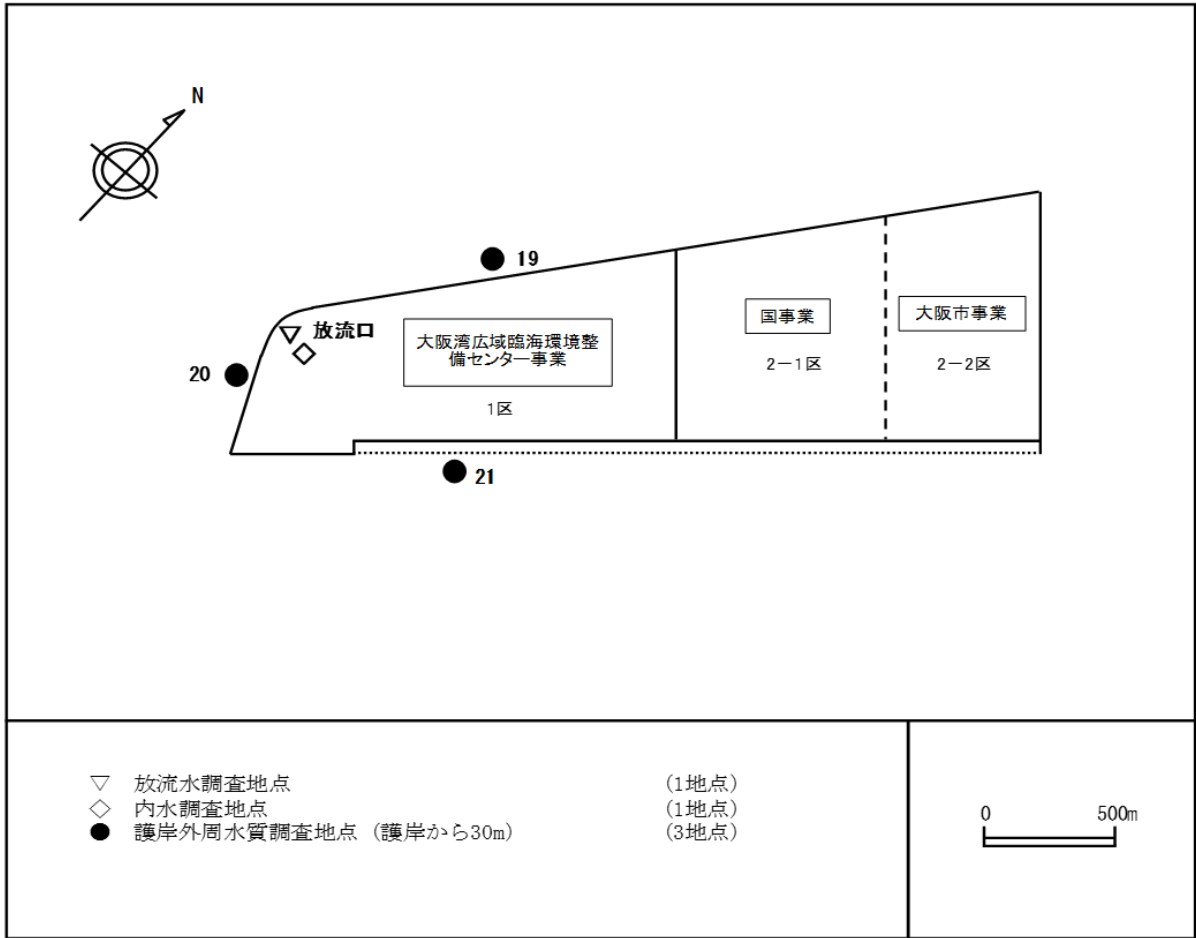 N
19
放流口
20
大阪湾広域臨海環境整
備センター事業
1区
国事業
2－1区
大阪市事業
2－2区
21
▽ 放流水調査地点 (1地点)
◇ 内水調査地点 (1地点)
● 護岸外周水質調査地点（護岸から30m） (3地点)
0 500m